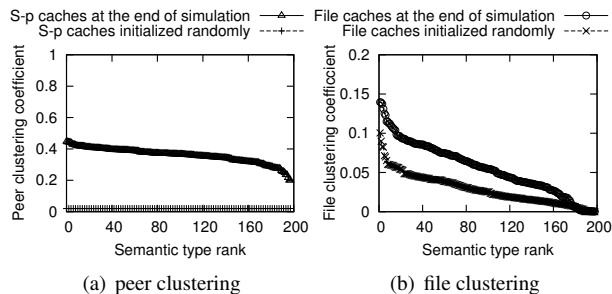 S-p caches at the end of simulation
S-p caches initialized randomly
Peer clustering coefficient
1
0.8
0.6
0.4
0.2
0
0 40 80 120 160 200
Semantic type rank
(a) peer clustering
File caches at the end of simulation
File caches initialized randomly
File clustering coefficient
0.2
0.15
0.1
0.05
0
0 40 80 120 160 200
Semantic type rank
(b) file clustering